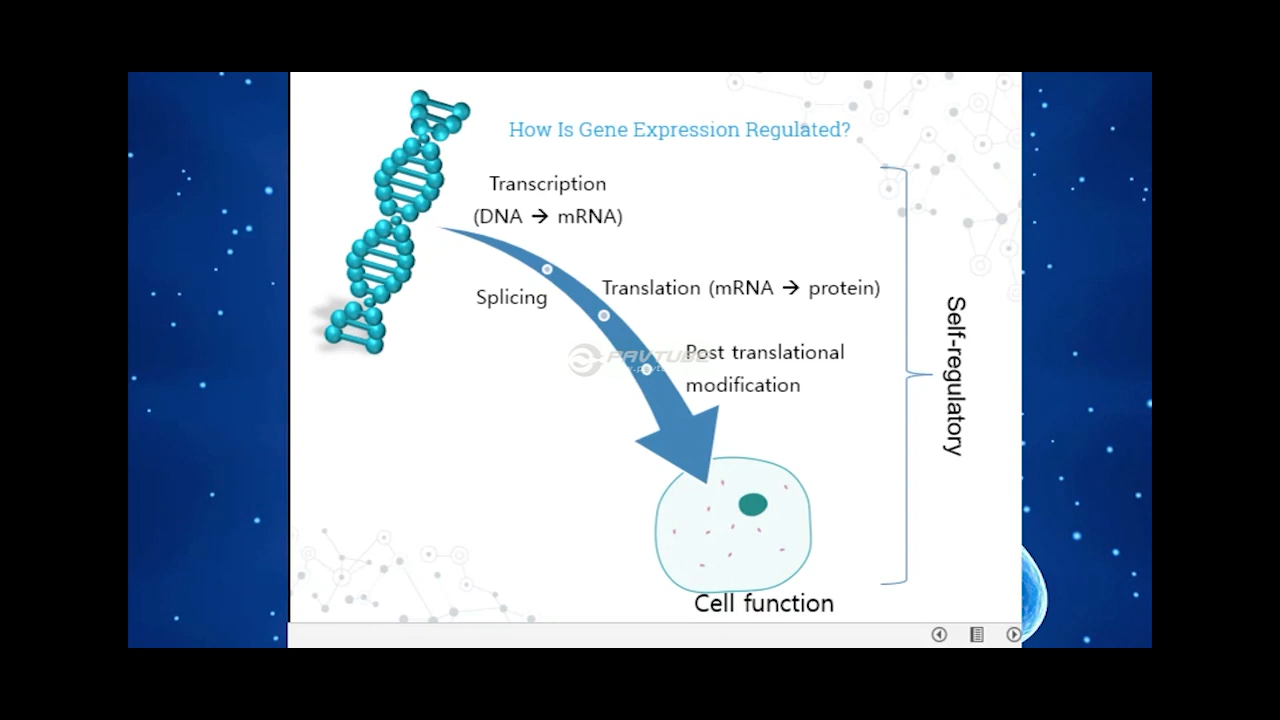 How Is Gene Expression Regulated?
Transcription
(DNA → mRNA)
Splicing
Translation (mRNA → protein)
Post translational
modification
PAVTUBE
Self-regulatory
Cell function